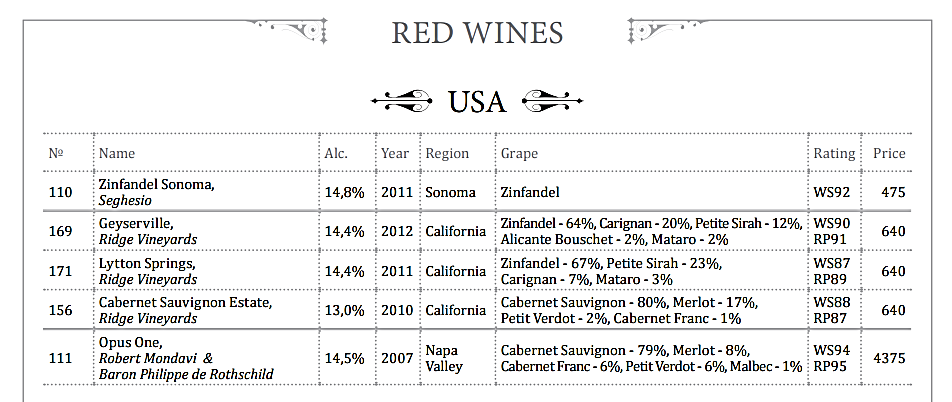 RED WINES
USA
№ Name Alc. Year Region Grape Rating Price
110 Zinfandel Sonoma, Seghesio 14,8% 2011 Sonoma Zinfandel WS92 475
169 Geyserville, Ridge Vineyards 14,4% 2012 California Zinfandel - 64%, Carignan - 20%, Petite Sirah - 12%, Alicante Bouschet - 2%, Mataro - 2% WS90 RP91 640
171 Lytton Springs, Ridge Vineyards 14,4% 2011 California Zinfandel - 67%, Petite Sirah - 23%, Carignan - 7%, Mataro - 3% WS87 RP89 640
156 Cabernet Sauvignon Estate, Ridge Vineyards 13,0% 2010 California Cabernet Sauvignon - 80%, Merlot - 17%, Petit Verdot - 2%, Cabernet Franc - 1% WS88 RP87 640
111 Opus One, Robert Mondavi & Baron Philippe de Rothschild 14,5% 2007 Napa Valley Cabernet Sauvignon - 79%, Merlot - 8%, Cabernet Franc - 6%, Petit Verdot - 6%, Malbec - 1% WS94 RP95 4375